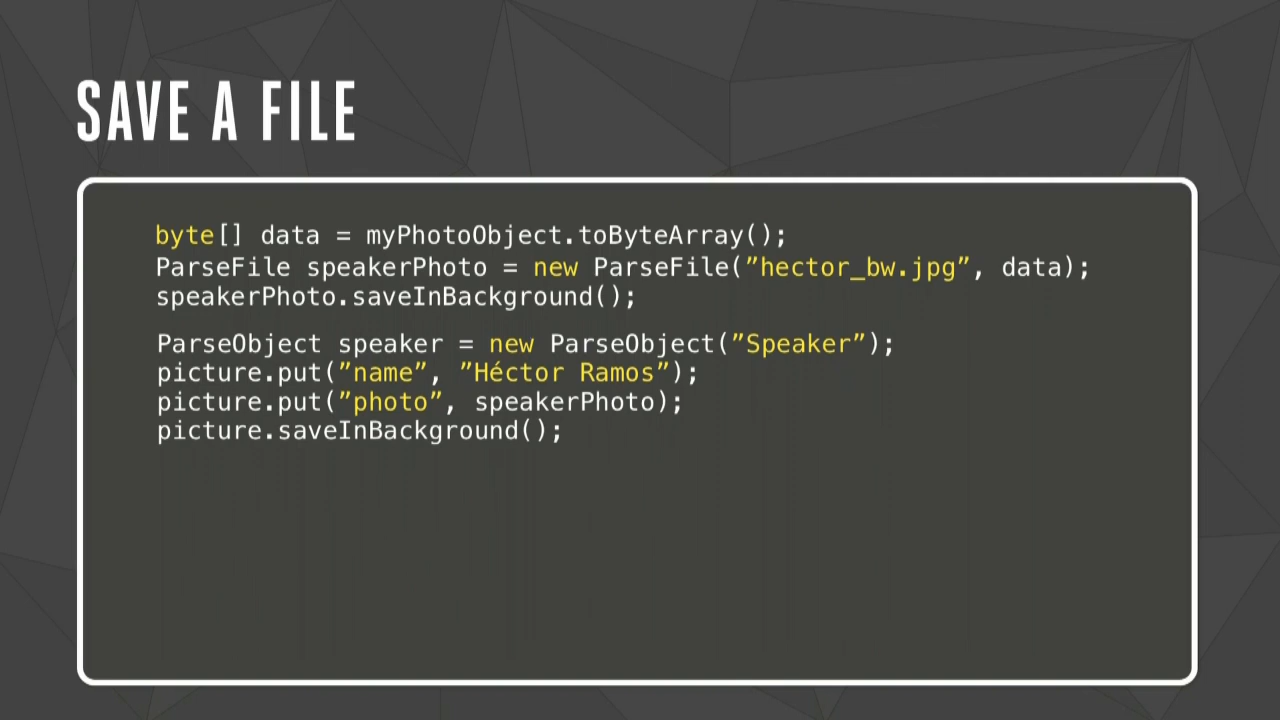 SAVE A FILE
byte[] data = myPhotoObject.toByteArray();
ParseFile speakerPhoto = new ParseFile(”hector_bw.jpg”, data);
speakerPhoto.saveInBackground();
ParseObject speaker = new ParseObject(”Speaker”);
picture.put(”name”, ”Héctor Ramos”);
picture.put(”photo”, speakerPhoto);
picture.saveInBackground();